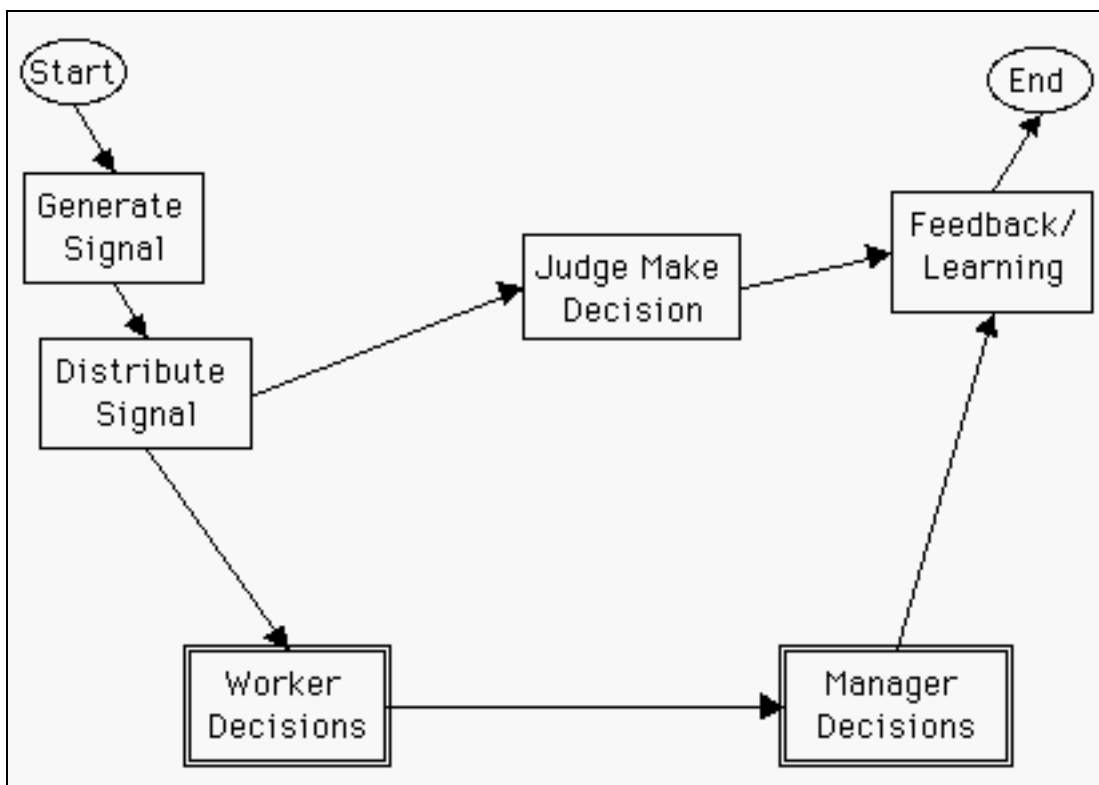 Start
End
Generate
Signal
Feedback/
Learning
Judge Make
Decision
Distribute
Signal
Worker
Decisions
Manager
Decisions